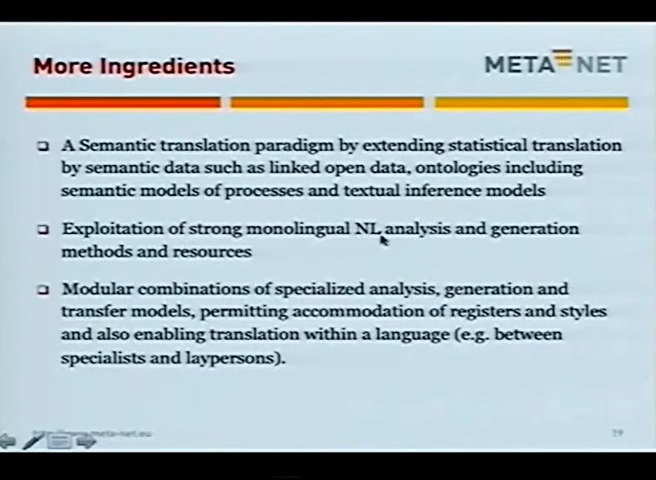 More Ingredients
META NET
A Semantic translation paradigm by extending statistical translation
by semantic data such as linked open data, ontologies including
semantic models of processes and textual inference models
Exploitation of strong monolingual NL analysis and generation
methods and resources
Modular combinations of specialized analysis, generation and
transfer models, permitting accommodation of registers and styles
and also enabling translation within a language (e.g. between
specialists and laypersons).
meta-net.eu
19